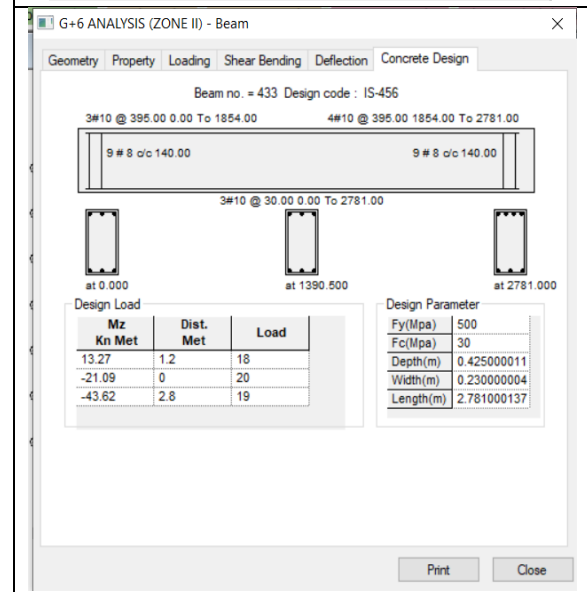 G+6 ANALYSIS (ZONE II) - Beam
Geometry Property Loading Shear Bending Deflection Concrete Design
Beam no. = 433 Design code : IS-456
3#10 @ 395.00 0.00 To 1854.00 4#10 @ 395.00 1854.00 To 2781.00
9 # 8 c/c 140.00 9 # 8 c/c 140.00
3#10 @ 30.00 0.00 To 2781.00
at 0.000 at 1390.500 at 2781.000
Design Load Design Parameter
Mz Kn Met Dist. Met Load
13.27 1.2 18
-21.09 0 20
-43.62 2.8 19
Fy(Mpa) 500
Fc(Mpa) 30
Depth(m) 0.425000011
Width(m) 0.230000004
Length(m) 2.781000137
Print Close